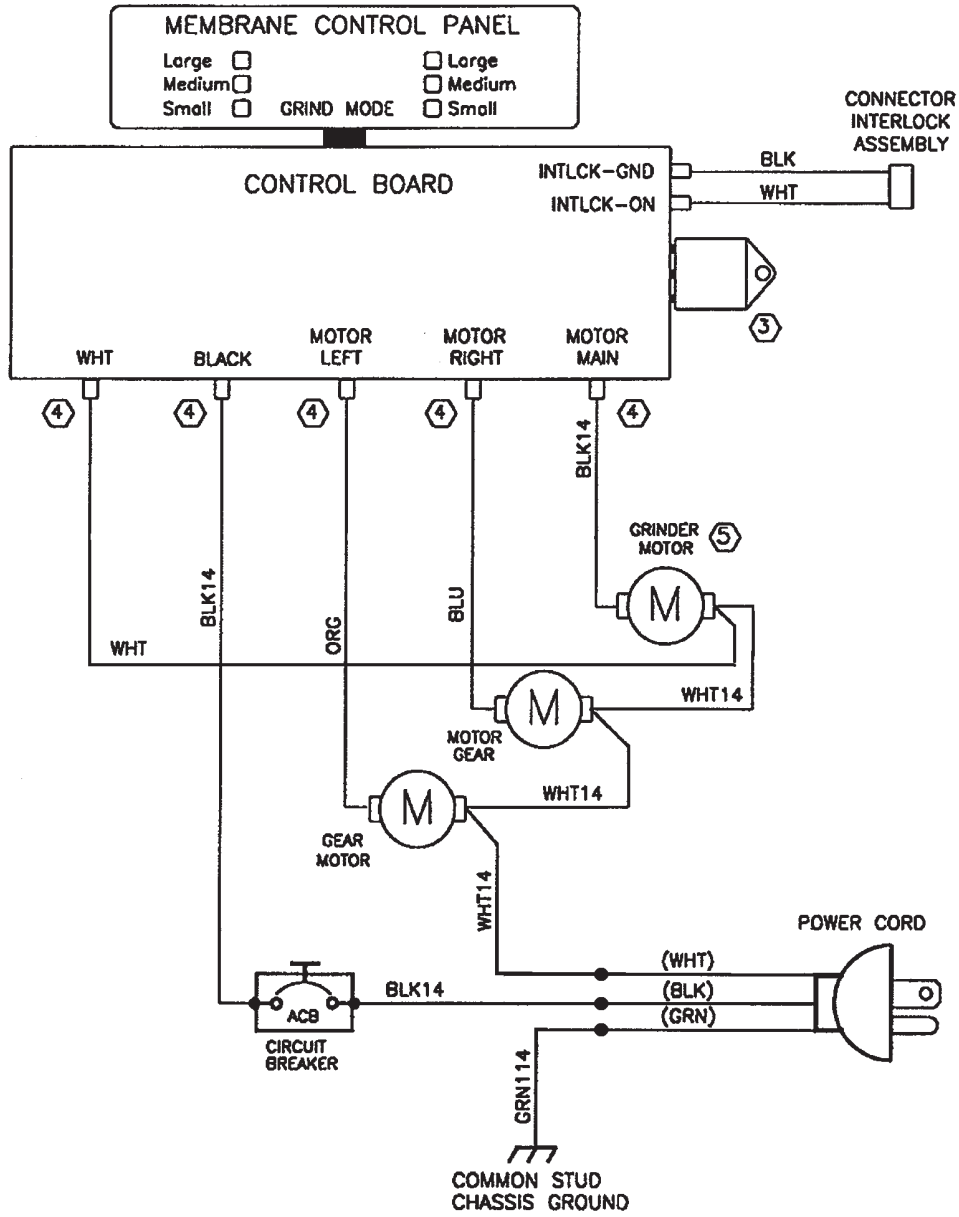 MEMBRANE CONTROL PANEL
Large Large
Medium Medium
Small GRIND MODE Small
CONNECTOR
INTERLOCK
ASSEMBLY
CONTROL BOARD
INTLCK-GND
BLK
INTLCK-ON
WHT
3
WHT
BLACK
MOTOR
LEFT
MOTOR
RIGHT
MOTOR
MAIN
4
4
4
4
4
BLK14
GRINDER
MOTOR
5
M
BLK14
ORG
BLU
WHT
WHT14
M
MOTOR
GEAR
WHT14
M
GEAR
MOTOR
WHT14
POWER CORD
(WHT)
BLK14
(BLK)
(GRN)
ACB
CIRCUIT
BREAKER
GRN114
COMMON STUD
CHASSIS GROUND